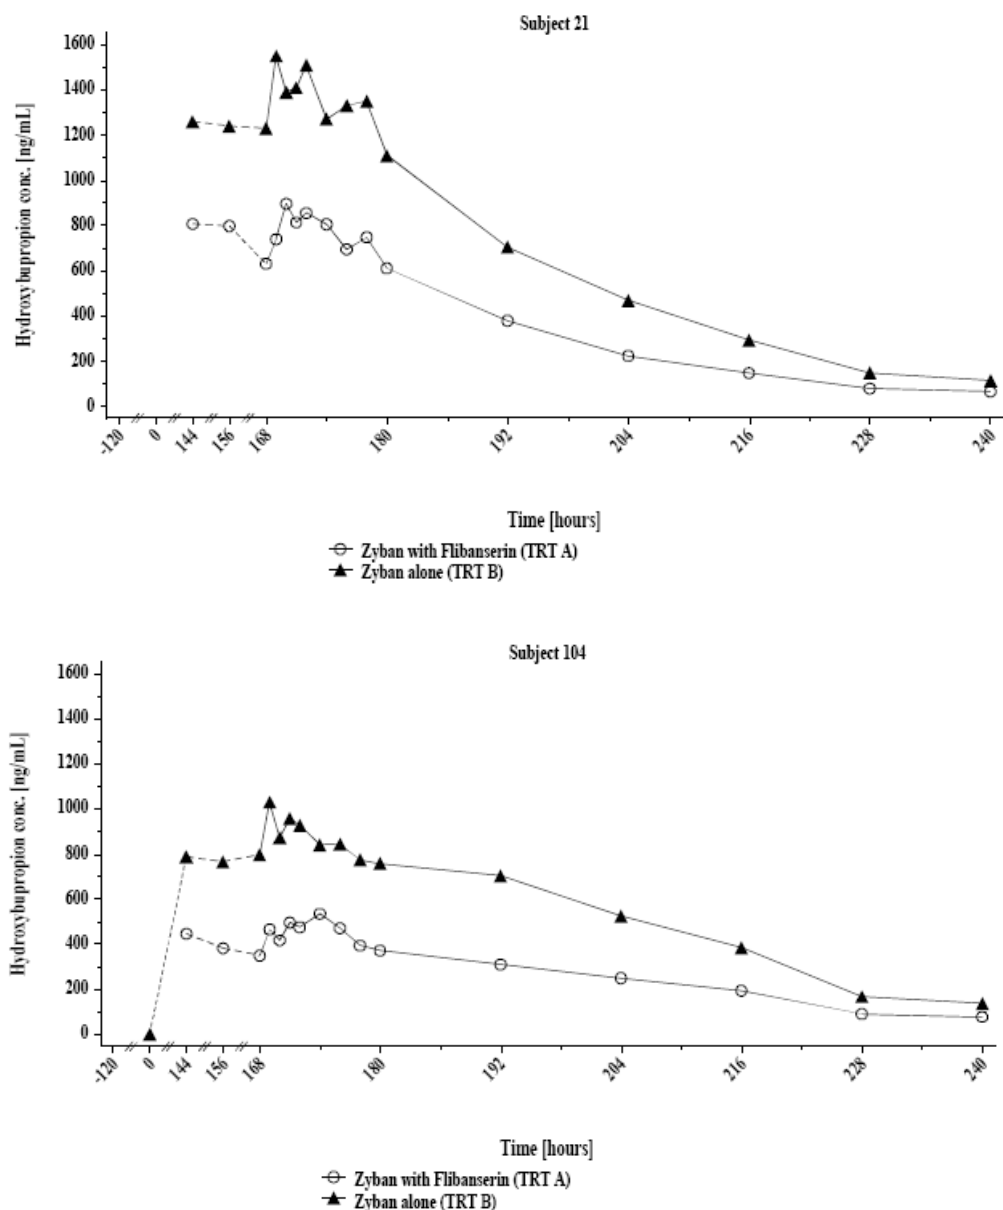 Subject 21
Hydroxybupropion conc. [ng/mL]
1600
1400
1200
1000
800
600
400
200
0
-120 0 144 156 168 180 192 204 216 228 240
Time [hours]
Zyban with Flibanserin (TRT A)
Zyban alone (TRT B)
Subject 104
Hydroxybupropion conc. [ng/mL]
1600
1400
1200
1000
800
600
400
200
0
-120 0 144 156 168 180 192 204 216 228 240
Time [hours]
Zyban with Flibanserin (TRT A)
Zyban alone (TRT B)